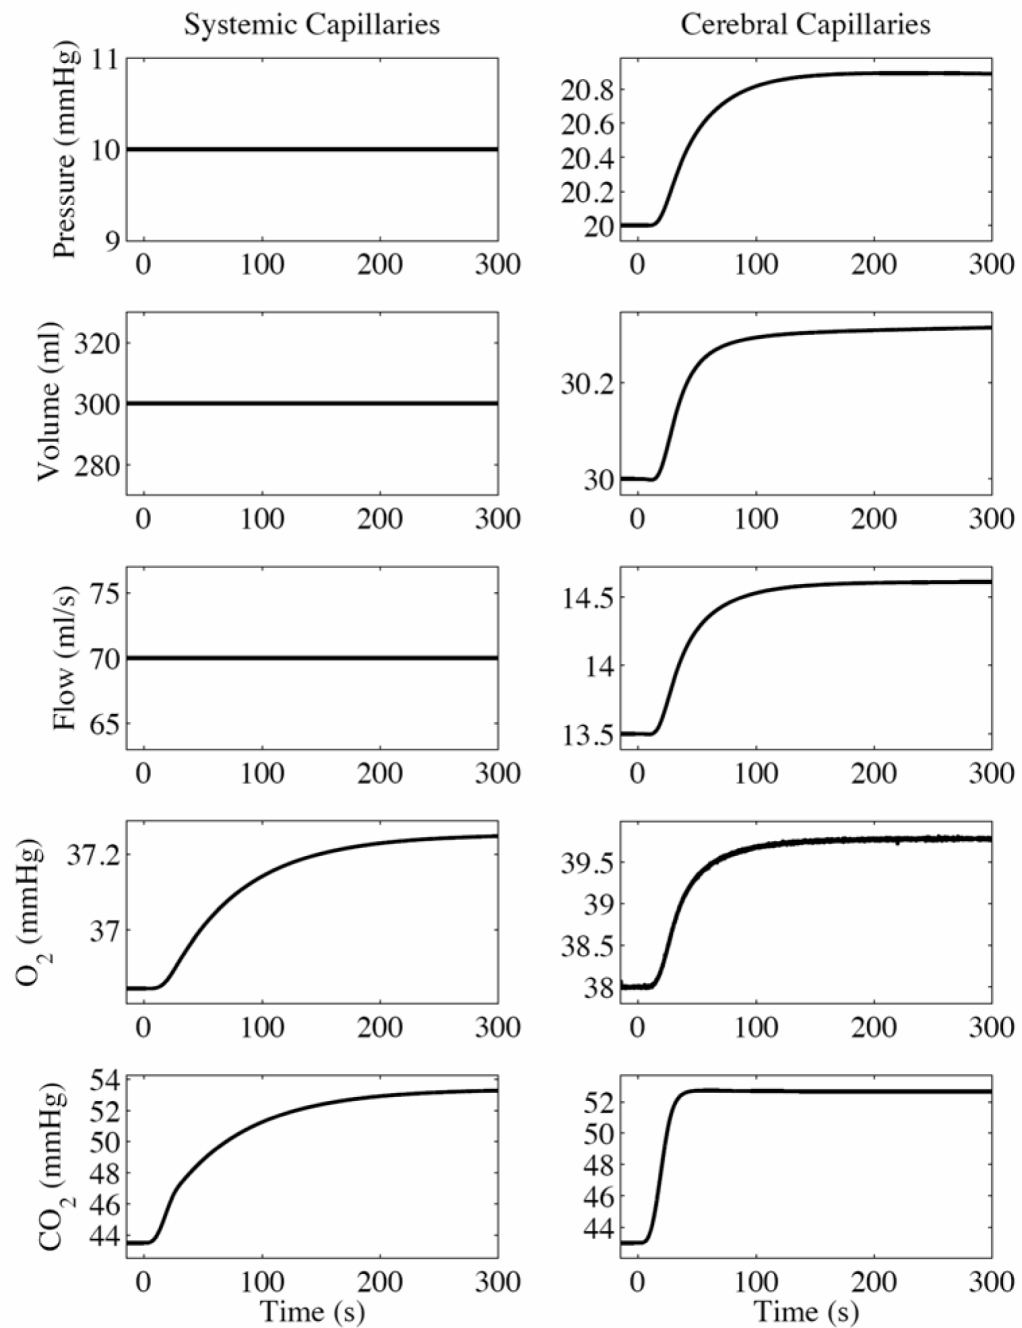 Systemic Capillaries Cerebral Capillaries
Pressure (mmHg)
11
10
9
0 100 200 300
20.8
20.6
20.4
20.2
20
0 100 200 300
Volume (ml)
320
300
280
0 100 200 300
30.2
30
0 100 200 300
Flow (ml/s)
75
70
65
0 100 200 300
14.5
14
13.5
0 100 200 300
O2 (mmHg)
37.2
37
0 100 200 300
39.5
39
38.5
38
0 100 200 300
CO2 (mmHg)
54
52
50
48
46
44
0 100 200 300
Time (s)
52
50
48
46
44
0 100 200 300
Time (s)